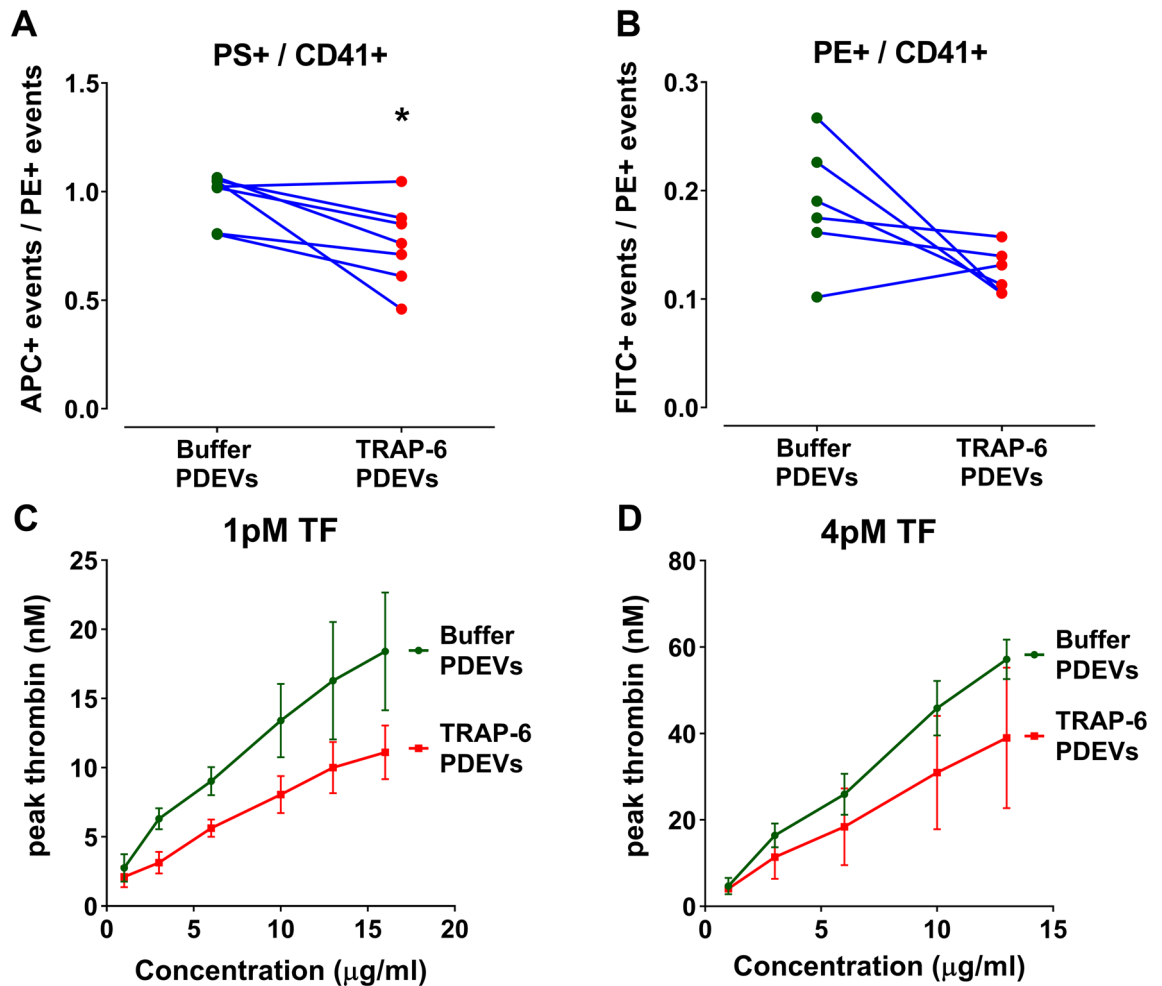 A
PS+ / CD41+
APC+ events / PE+ events
1.5
1.0
0.5
0.0
*
Buffer
PDEVs
TRAP-6
PDEVs
B
PE+ / CD41+
FITC+ events / PE+ events
0.3
0.2
0.1
0.0
Buffer
PDEVs
TRAP-6
PDEVs
C
1pM TF
peak thrombin (nM)
25
20
15
10
5
0
Buffer
PDEVs
TRAP-6
PDEVs
0
5
10
15
20
Concentration (μg/ml)
D
4pM TF
peak thrombin (nM)
80
60
40
20
0
Buffer
PDEVs
TRAP-6
PDEVs
0
5
10
15
Concentration (μg/ml)